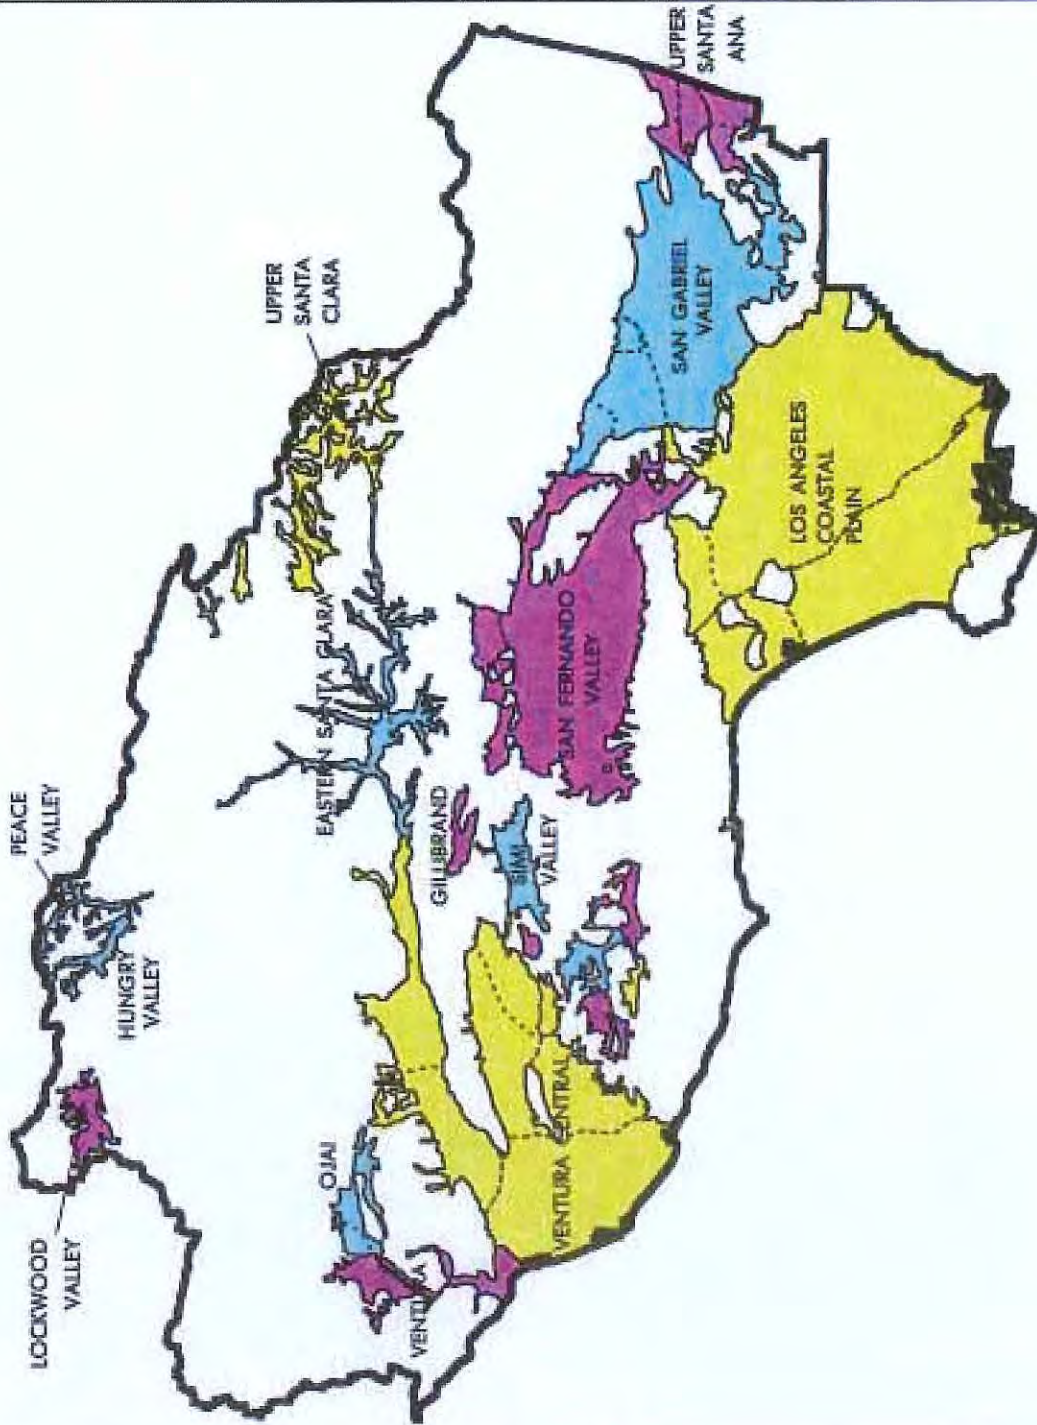 LOCKWOOD
VALLEY
PEACE
VALLEY
HUNGRY
VALLEY
UPPER
SANTA
CLARA
OJAI
EASTERN SANTA CLARA
VENTURA
GILLIBRAND
VENTURA CENTRAL
SIMI
VALLEY
SAN FERNANDO
VALLEY
SAN GABRIEL
VALLEY
UPPER
SANTA
ANA
LOS ANGELES
COASTAL
PLAIN